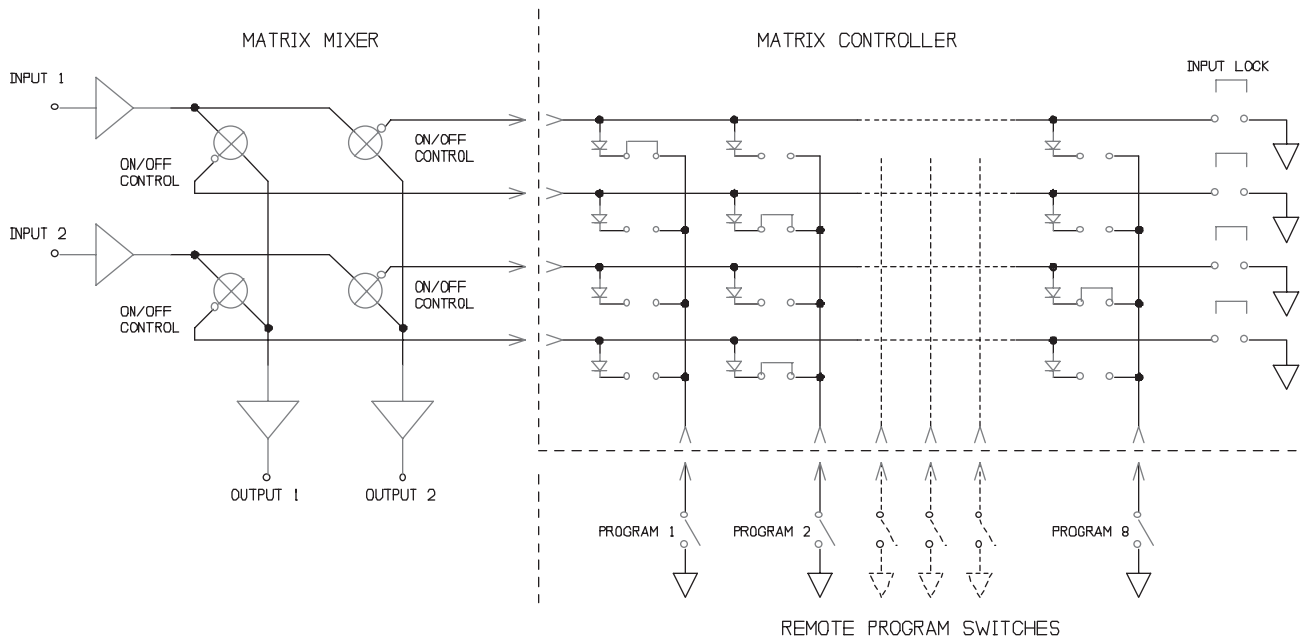 MATRIX MIXER
MATRIX CONTROLLER
INPUT LOCK
INPUT 1
ON/OFF
CONTROL
ON/OFF
CONTROL
INPUT 2
ON/OFF
CONTROL
ON/OFF
CONTROL
OUTPUT 1
OUTPUT 2
PROGRAM 1
PROGRAM 2
PROGRAM 8
REMOTE PROGRAM SWITCHES